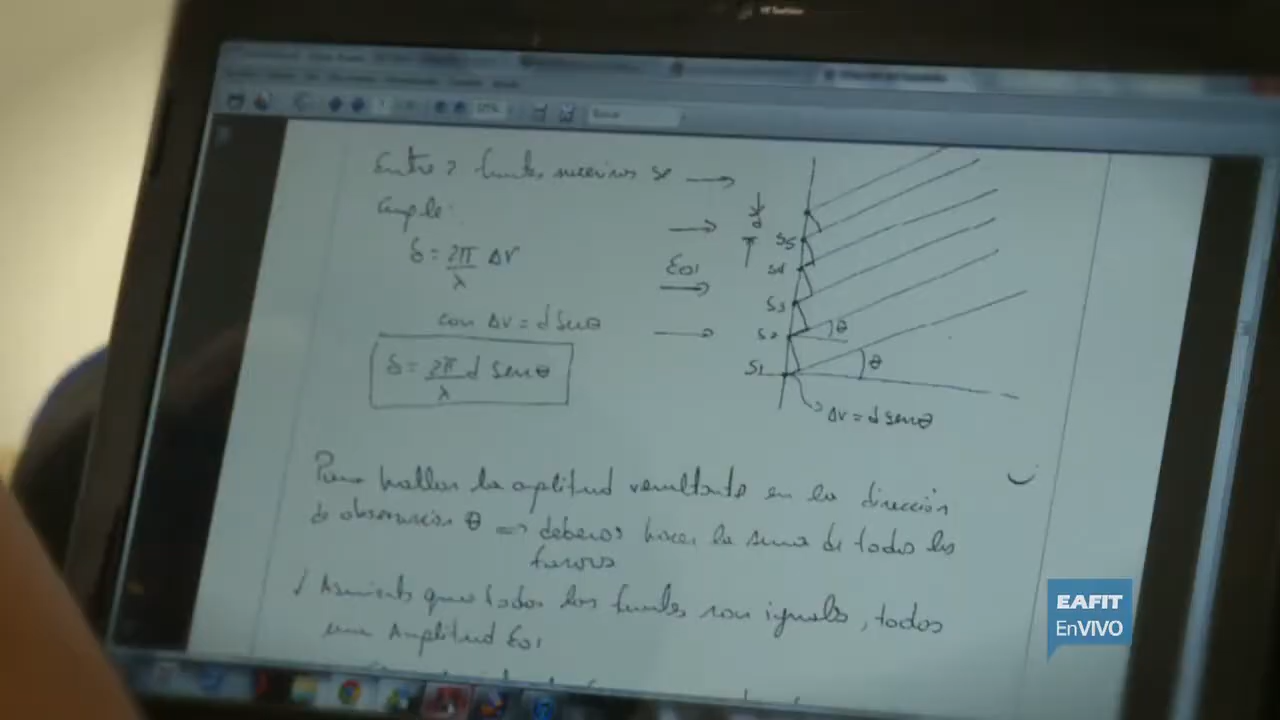 Entre 2 fuentes sucesivas se
cumple:
δ = 2π/λ Δr
con Δr = d Senθ
δ = 2π/λ d Senθ
E01
d
S5
S4
S3
S2
θ
S1
θ
Δr = d Senθ
Para hallar la amplitud resultante en la dirección
de observación θ => debemos hacer la suma de todos los
√ Asumiendo que todas las fuentes son iguales, todos
una Amplitud E01
EAFIT
EnVIVO